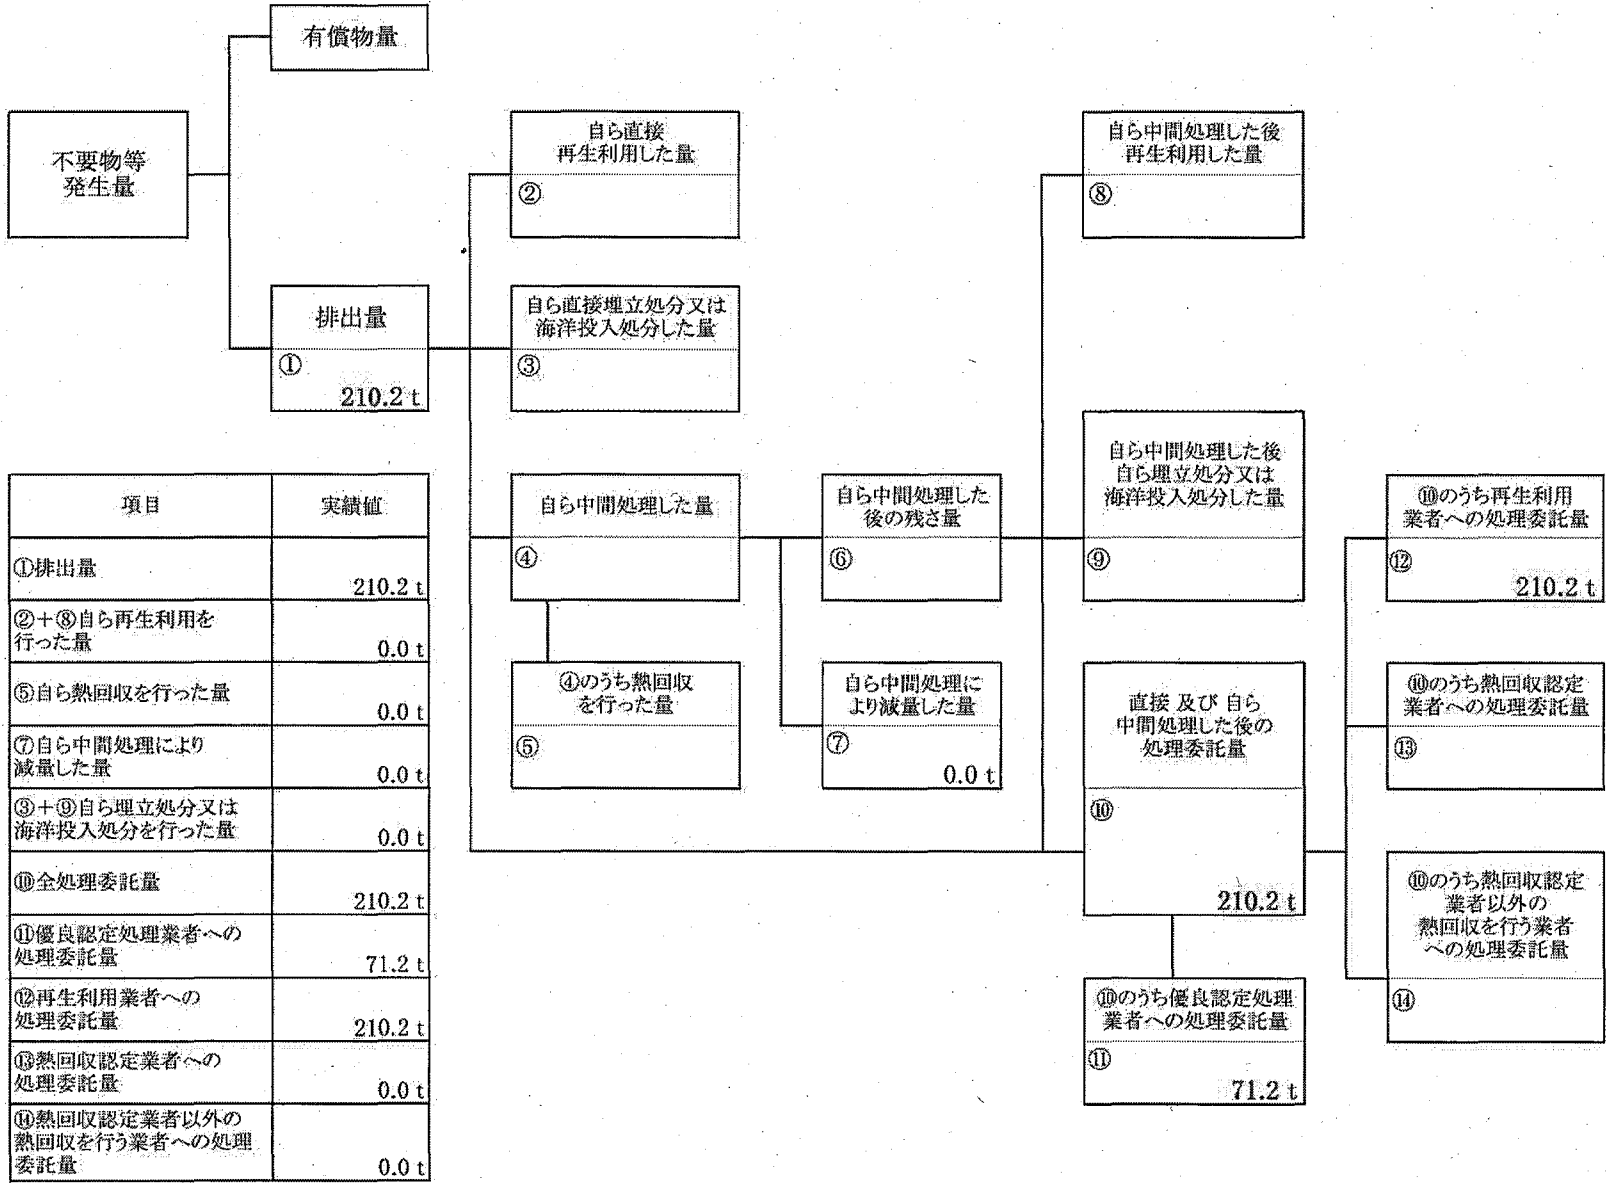 有償物量
不要物等
発生量
自ら直接
再生利用した量
②
自ら中間処理した後
再生利用した量
⑧
排出量
①
210.2 t
自ら直接埋立処分又は
海洋投入処分した量
③
自ら中間処理した量
④
自ら中間処理した
後の残さ量
⑥
自ら中間処理した後
自ら埋立処分又は
海洋投入処分した量
⑨
⑩のうち再生利用
業者への処理委託量
⑫
210.2 t
④のうち熱回収
を行った量
⑤
自ら中間処理に
より減量した量
⑦
0.0 t
直接 及び 自ら
中間処理した後の
処理委託量
⑩
210.2 t
⑩のうち熱回収認定
業者への処理委託量
⑬
⑩のうち熱回収認定
業者以外の
熱回収を行う業者
への処理委託量
⑭
⑩のうち優良認定処理
業者への処理委託量
⑪
71.2 t
項目
実績値
①排出量
210.2 t
②+⑧自ら再生利用を
行った量
0.0 t
⑤自ら熱回収を行った量
0.0 t
⑦自ら中間処理により
減量した量
0.0 t
③+⑨自ら埋立処分又は
海洋投入処分を行った量
0.0 t
⑩全処理委託量
210.2 t
⑪優良認定処理業者への
処理委託量
71.2 t
⑫再生利用業者への
処理委託量
210.2 t
⑬熱回収認定業者への
処理委託量
0.0 t
⑭熱回収認定業者以外の
熱回収を行う業者への処理
委託量
0.0 t